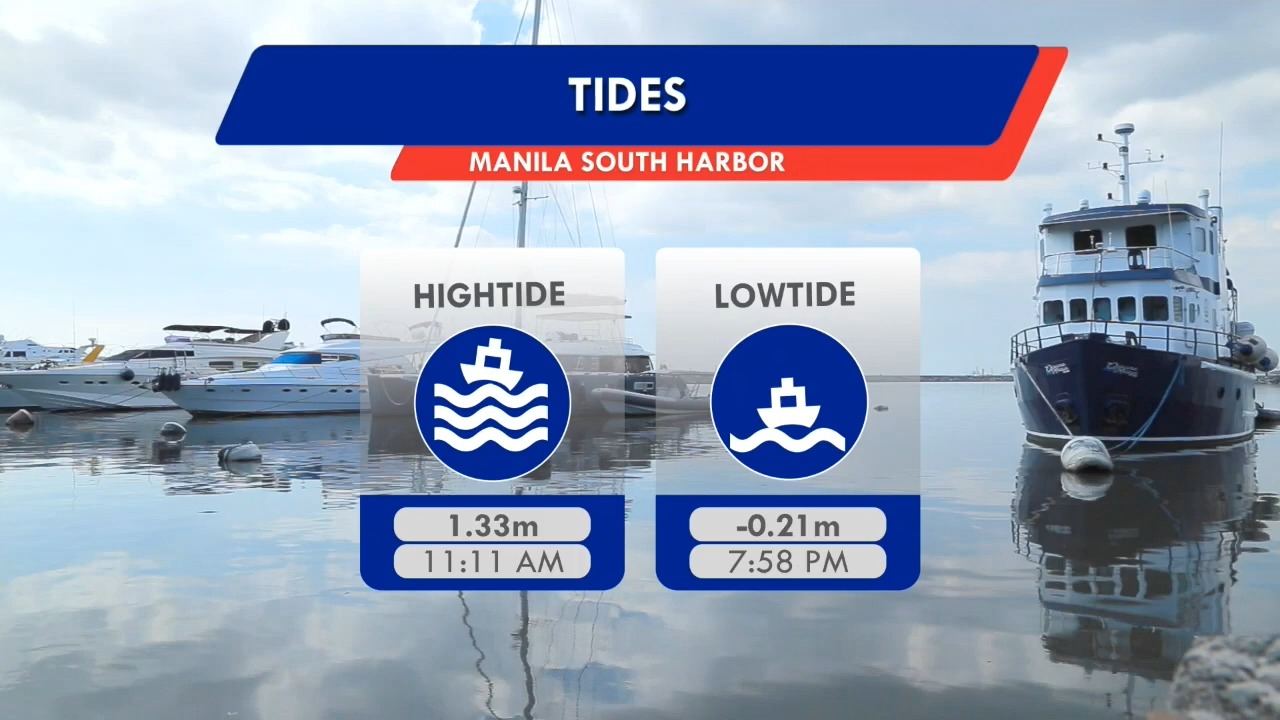 TIDES
MANILA SOUTH HARBOR
HIGHTIDE
1.33m
11:11 AM
LOWTIDE
-0.21m
7:58 PM